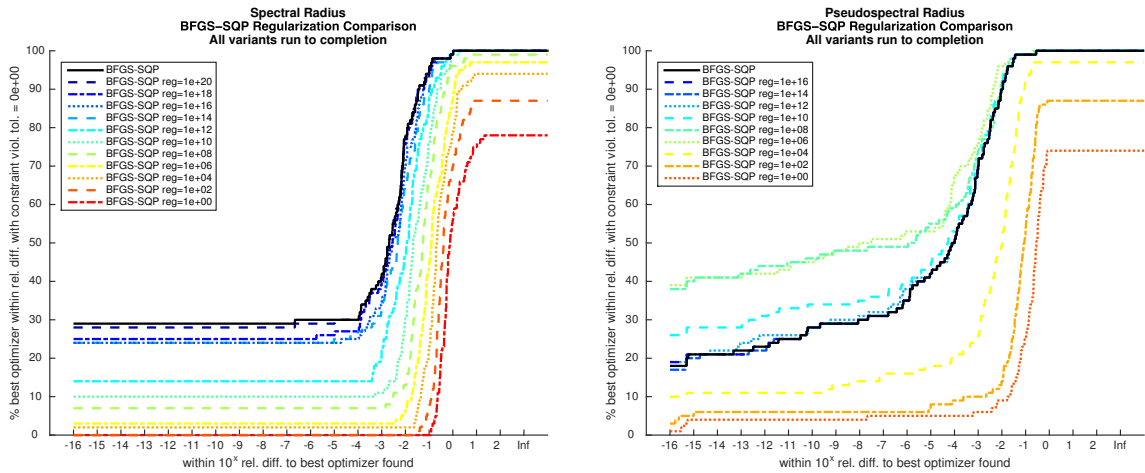 Spectral Radius
BFGS-SQP Regularization Comparison
All variants run to completion
% best optimizer within rel. diff. with constraint viol. tol. = 0e+00
100
90
80
70
60
50
40
30
20
10
0
BFGS-SQP
BFGS-SQP reg=1e+20
BFGS-SQP reg=1e+18
BFGS-SQP reg=1e+16
BFGS-SQP reg=1e+14
BFGS-SQP reg=1e+12
BFGS-SQP reg=1e+10
BFGS-SQP reg=1e+08
BFGS-SQP reg=1e+06
BFGS-SQP reg=1e+04
BFGS-SQP reg=1e+02
BFGS-SQP reg=1e+00
-16 -15 -14 -13 -12 -11 -10 -9 -8 -7 -6 -5 -4 -3 -2 -1 0 1 2 Inf
within 10^x rel. diff. to best optimizer found
Pseudospectral Radius
BFGS-SQP Regularization Comparison
All variants run to completion
% best optimizer within rel. diff. with constraint viol. tol. = 0e+00
100
90
80
70
60
50
40
30
20
10
0
BFGS-SQP
BFGS-SQP reg=1e+16
BFGS-SQP reg=1e+14
BFGS-SQP reg=1e+12
BFGS-SQP reg=1e+10
BFGS-SQP reg=1e+08
BFGS-SQP reg=1e+06
BFGS-SQP reg=1e+04
BFGS-SQP reg=1e+02
BFGS-SQP reg=1e+00
-16 -15 -14 -13 -12 -11 -10 -9 -8 -7 -6 -5 -4 -3 -2 -1 0 1 2 Inf
within 10^x rel. diff. to best optimizer found